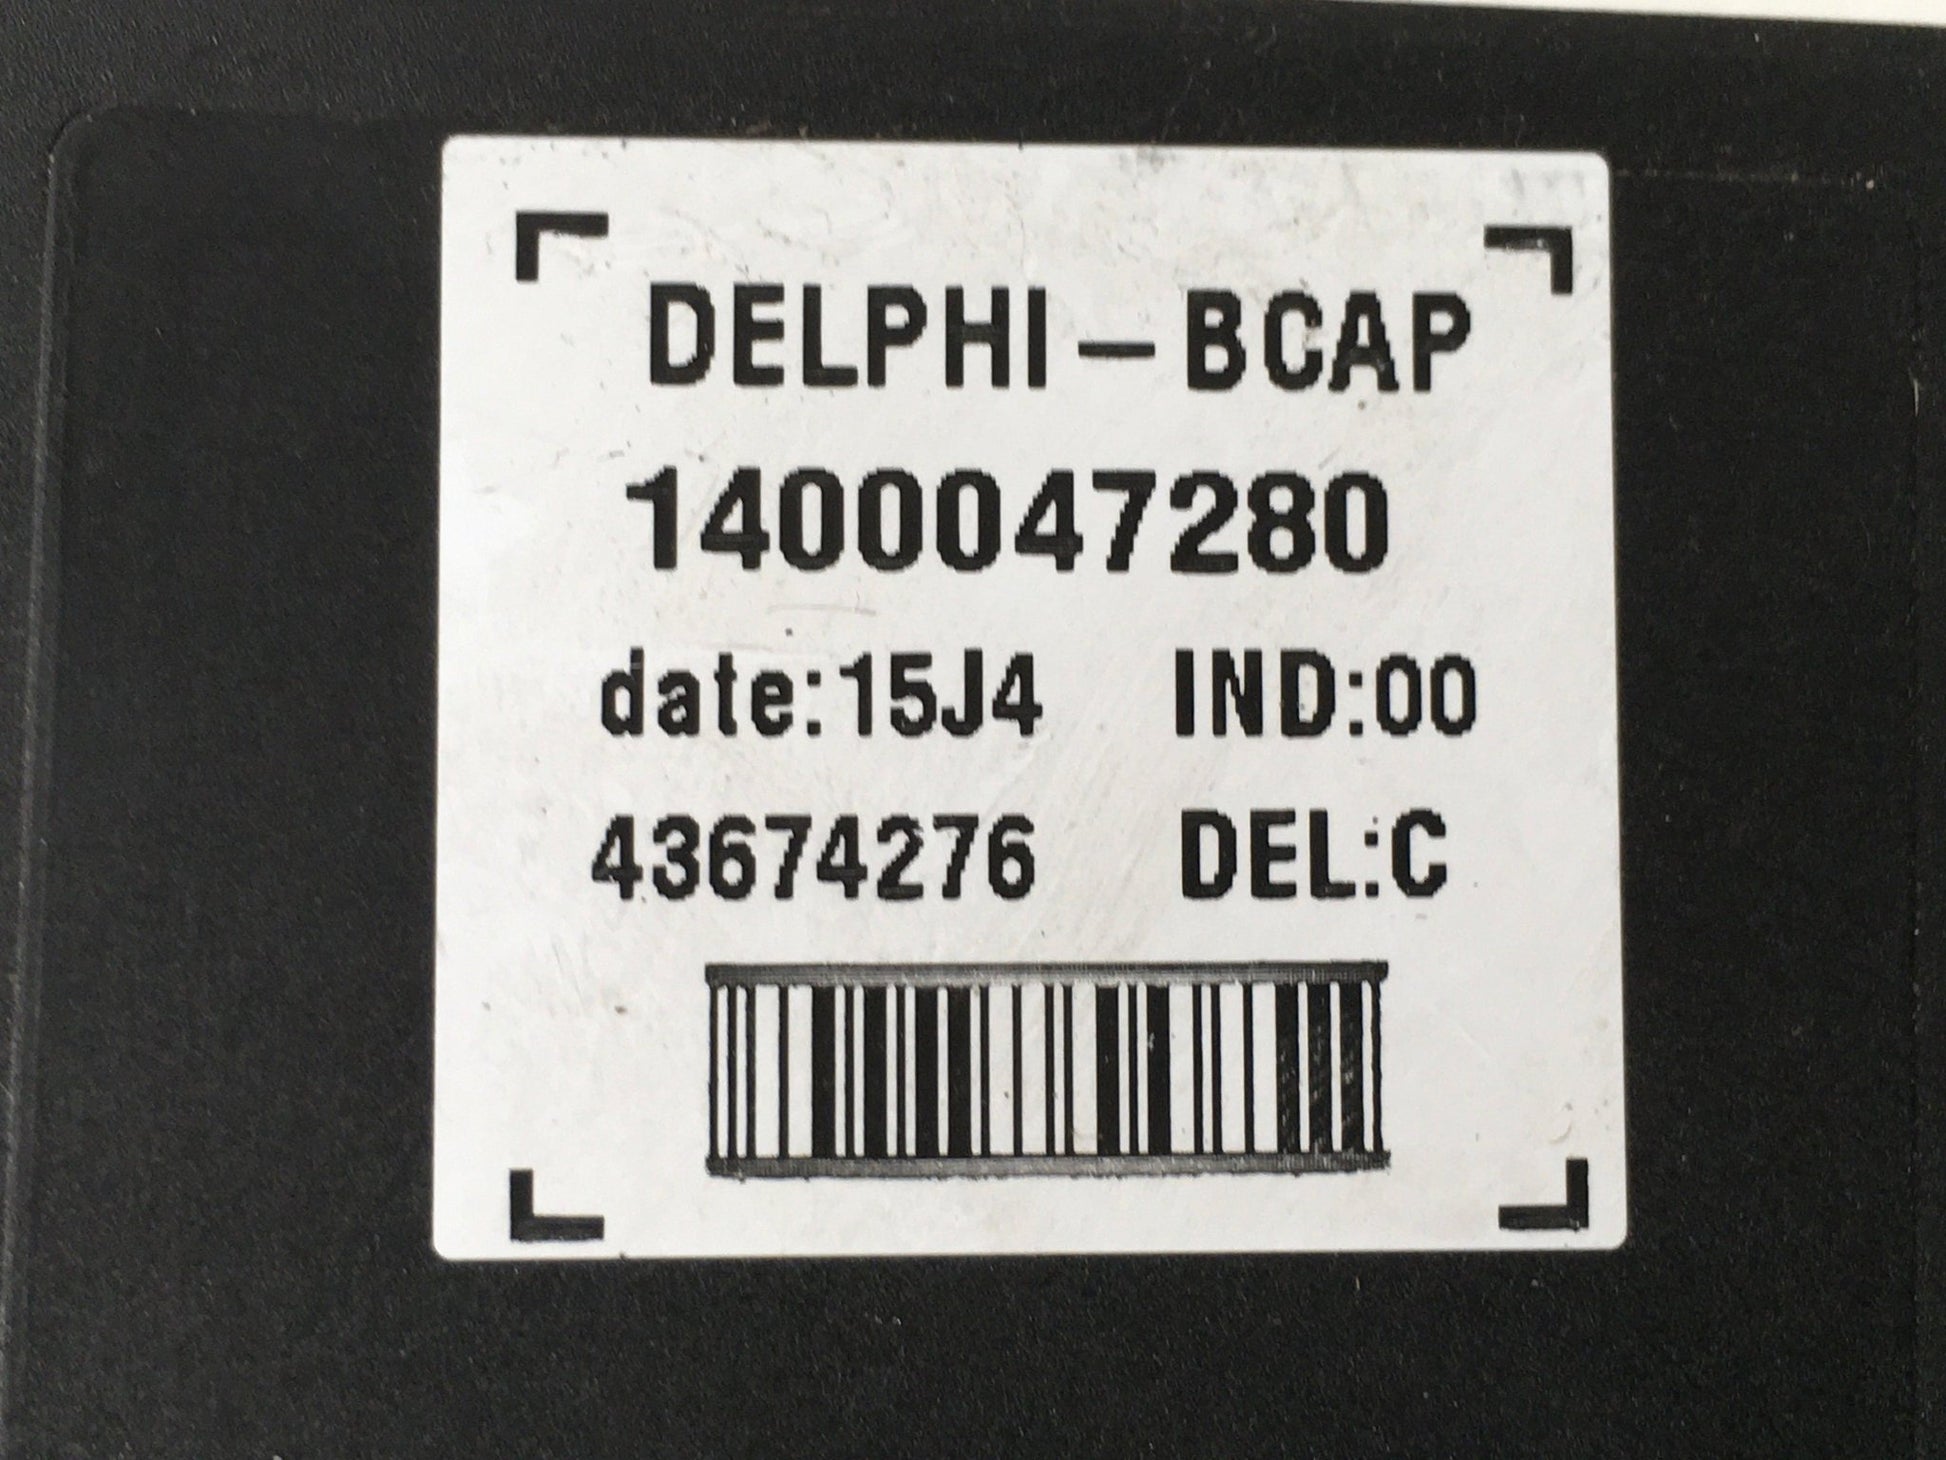 DELPHI-BCAP
1400047280
date:15J4 IND:00
43674276 DEL:C